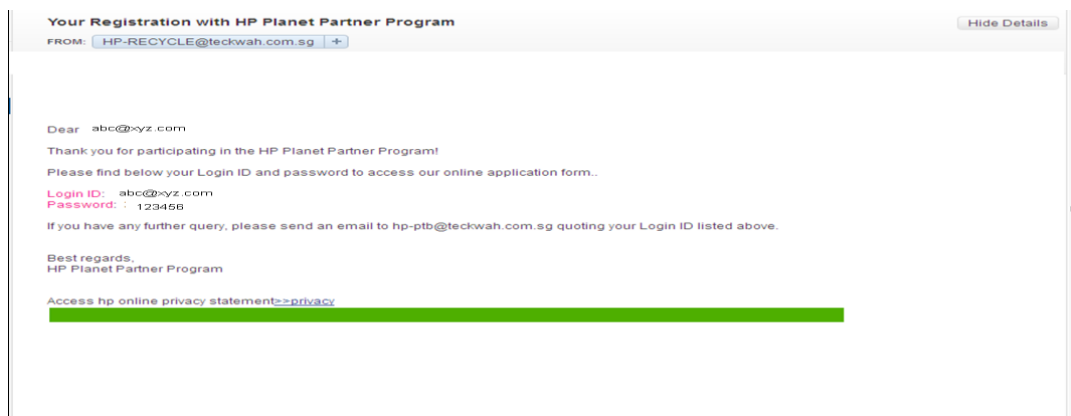 Your Registration with HP Planet Partner Program
Hide Details
FROM: HP-RECYCLE@teckwah.com.sg +
Dear abc@xyz.com
Thank you for participating in the HP Planet Partner Program!
Please find below your Login ID and password to access our online application form..
Login ID: abc@xyz.com
Password: : 123456
If you have any further query, please send an email to hp-ptb@teckwah.com.sg quoting your Login ID listed above.
Best regards,
HP Planet Partner Program
Access hp online privacy statement>>privacy